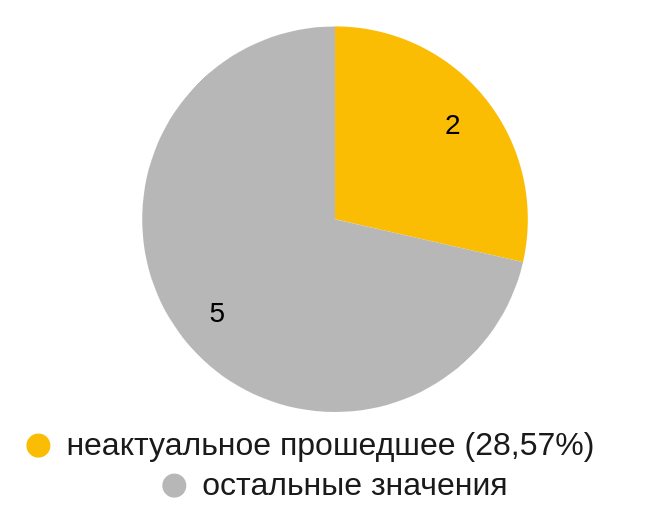 2
5
неактуальное прошедшее (28,57%)
остальные значения